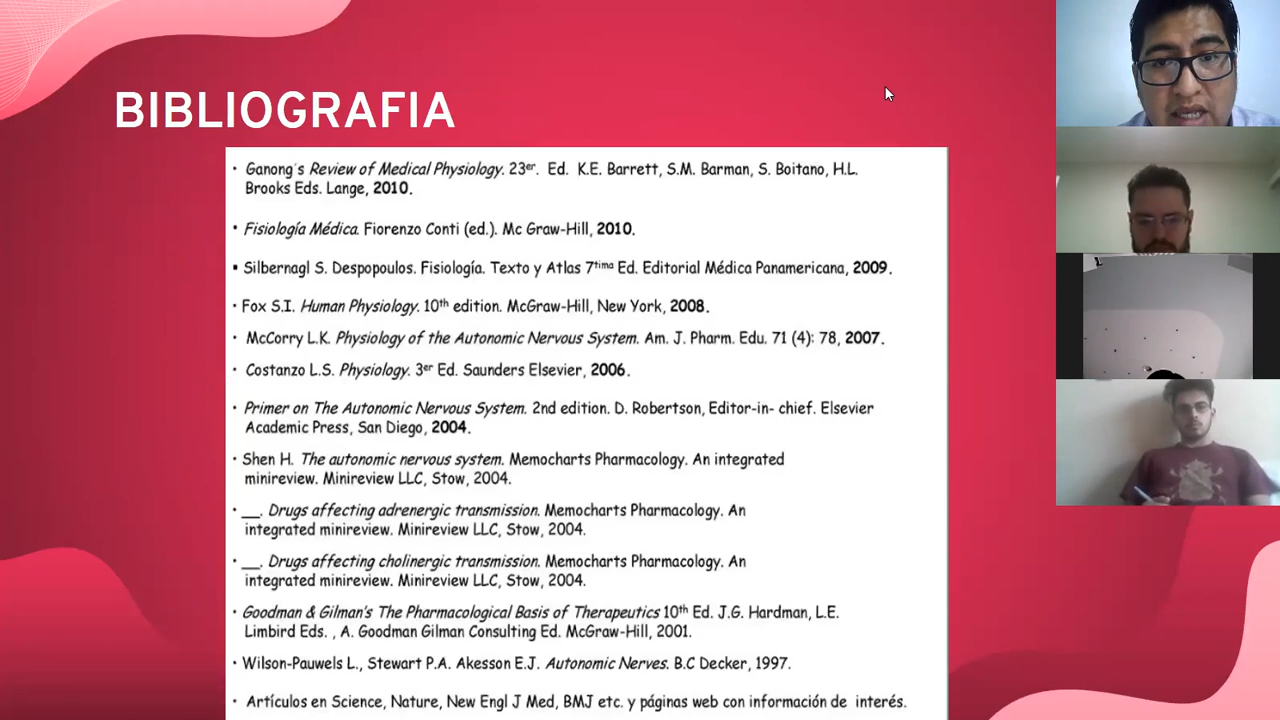 BIBLIOGRAFIA
• Ganong´s Review of Medical Physiology. 23er. Ed. K.E. Barrett, S.M. Barman, S. Boitano, H.L.
Brooks Eds. Lange, 2010.
• Fisiología Médica. Fiorenzo Conti (ed.). Mc Graw-Hill, 2010.
▪ Silbernagl S. Despopoulos. Fisiología. Texto y Atlas 7tima Ed. Editorial Médica Panamericana, 2009.
• Fox S.I. Human Physiology. 10th edition. McGraw-Hill, New York, 2008.
• McCorry L.K. Physiology of the Autonomic Nervous System. Am. J. Pharm. Edu. 71 (4): 78, 2007.
• Costanzo L.S. Physiology. 3er Ed. Saunders Elsevier, 2006.
• Primer on The Autonomic Nervous System. 2nd edition. D. Robertson, Editor-in- chief. Elsevier
Academic Press, San Diego, 2004.
• Shen H. The autonomic nervous system. Memocharts Pharmacology. An integrated
minireview. Minireview LLC, Stow, 2004.
• __. Drugs affecting adrenergic transmission. Memocharts Pharmacology. An
integrated minireview. Minireview LLC, Stow, 2004.
• __. Drugs affecting cholinergic transmission. Memocharts Pharmacology. An
integrated minireview. Minireview LLC, Stow, 2004.
• Goodman & Gilman's The Pharmacological Basis of Therapeutics 10th Ed. J.G. Hardman, L.E.
Limbird Eds. , A. Goodman Gilman Consulting Ed. McGraw-Hill, 2001.
• Wilson-Pauwels L., Stewart P.A. Akesson E.J. Autonomic Nerves. B.C Decker, 1997.
• Artículos en Science, Nature, New Engl J Med, BMJ etc. y páginas web con información de interés.